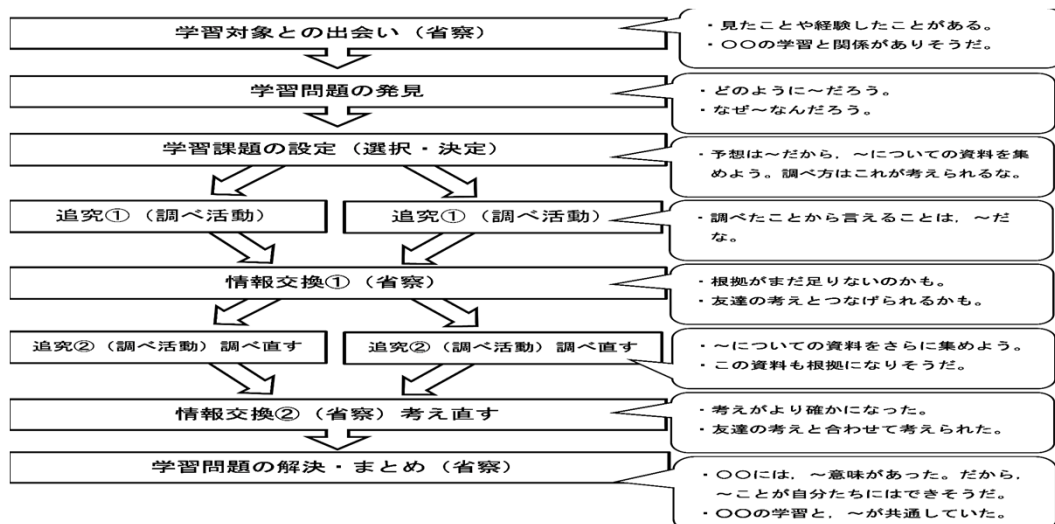 学習対象との出会い（省察）
・見たことや経験したことがある。
・○○の学習と関係がありそうだ。
学習問題の発見
・どのように～だろう。
・なぜ～なんだろう。
学習課題の設定（選択・決定）
・予想は～だから，～についての資料を集
めよう。調べ方はこれが考えられるな。
追究①（調べ活動）
追究①（調べ活動）
・調べたことから言えることは，～だ
な。
情報交換①（省察）
・根拠がまだ足りないのかも。
・友達の考えとつなげられるかも。
追究②（調べ活動）調べ直す
追究②（調べ活動）調べ直す
・～についての資料をさらに集めよう。
・この資料も根拠になりそうだ。
情報交換②（省察）考え直す
・考えがより確かになった。
・友達の考えと合わせて考えられた。
学習問題の解決・まとめ（省察）
・○○には，～意味があった。だから，
～ことが自分たちにはできそうだ。
・○○の学習と，～が共通していた。